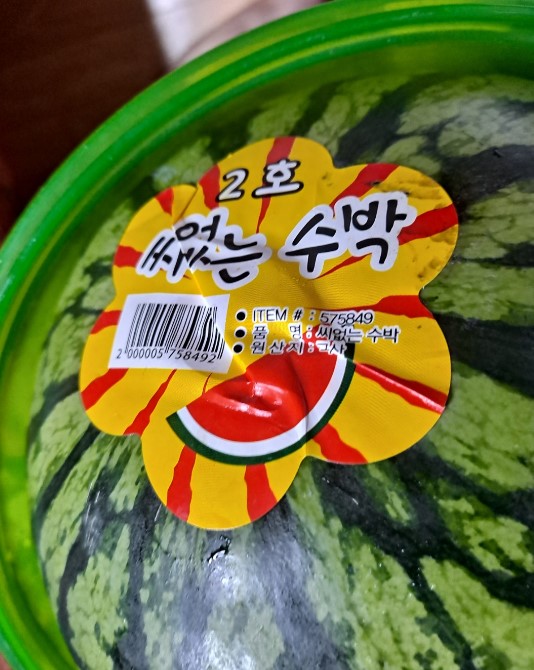 2호
씨없는 수박
● ITEM # : 575849
● 품 명 : 씨없는 수박
● 원산지 : 국산
2 000005 758492